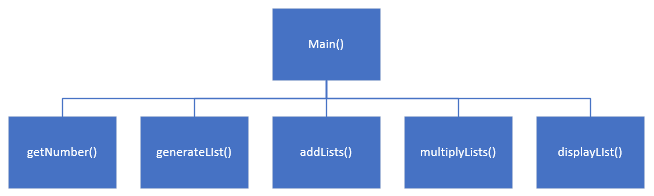 Main()
getNumber()
generateLIst()
addLists()
multiplyLists()
displayLIst()